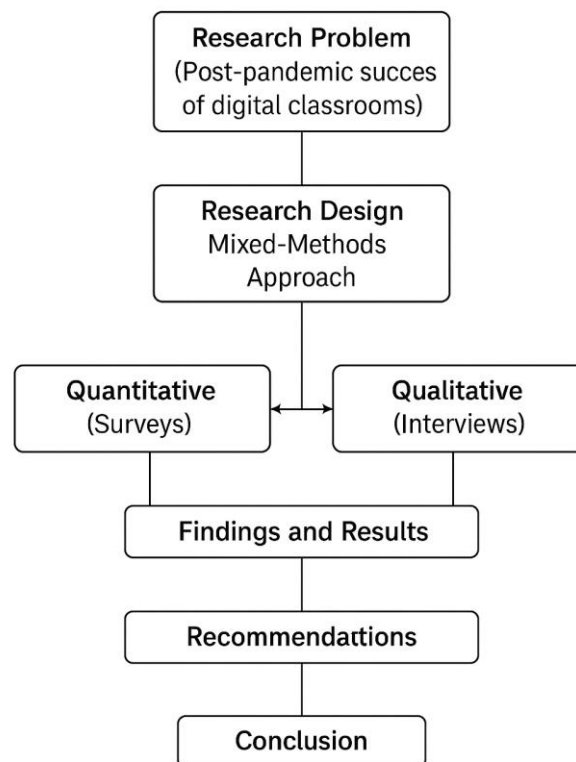 Research Problem
(Post-pandemic succes
of digital classrooms)
Research Design
Mixed-Methods
Approach
Quantitative
(Surveys)
Qualitative
(Interviews)
Findings and Results
Recommendattions
Conclusion